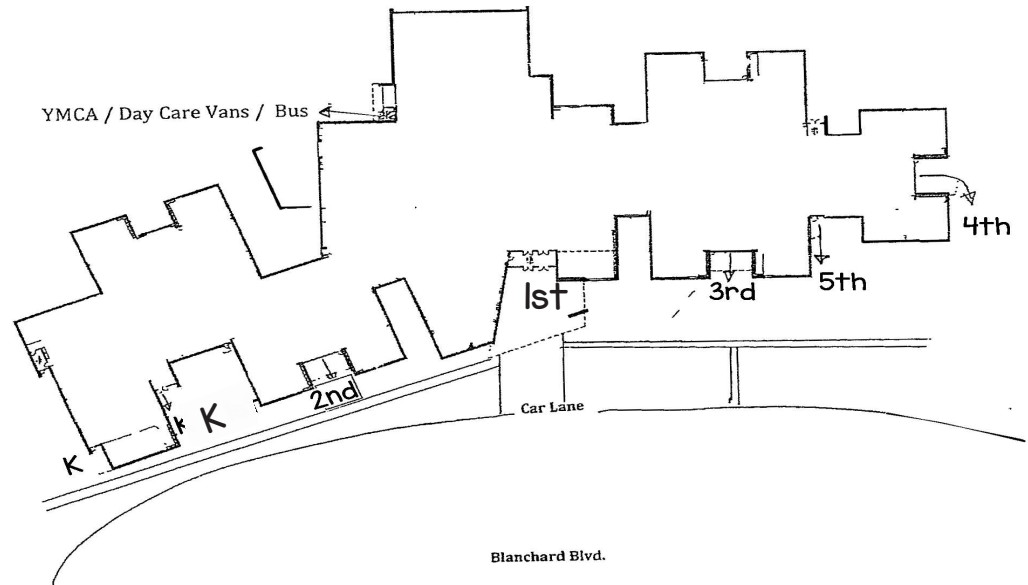 YMCA / Day Care Vans / Bus
4th
5th
3rd
1st
2nd
K
K
K
Car Lane
Blanchard Blvd.